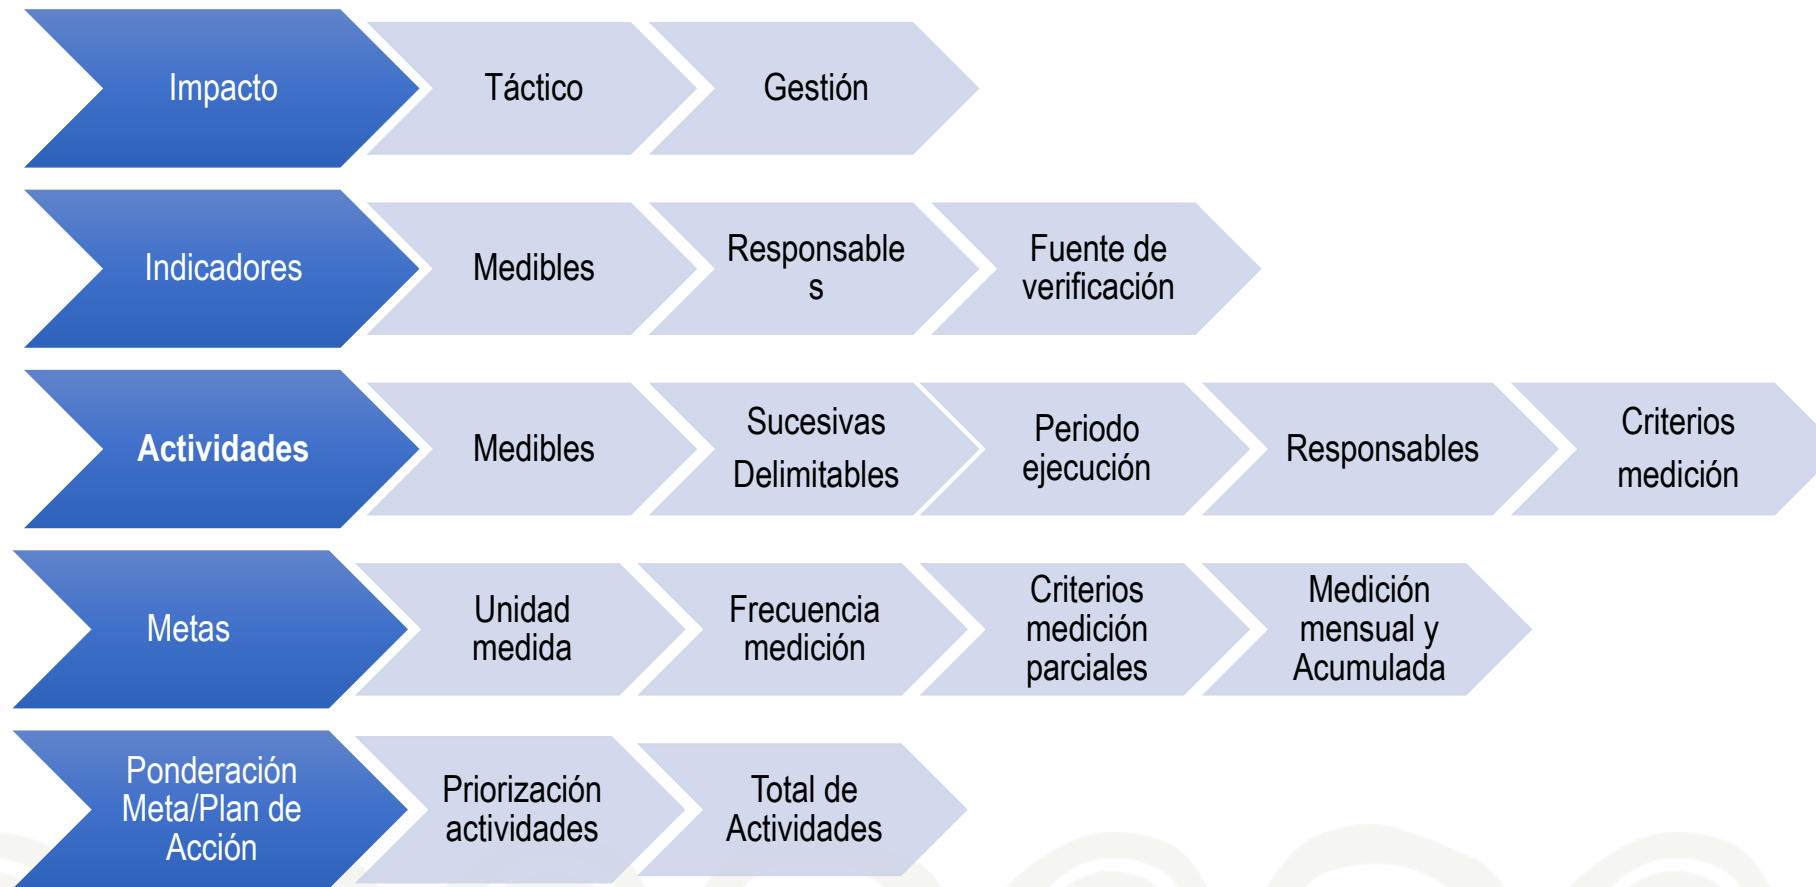 Impacto
Táctico
Gestión
Indicadores
Medibles
Responsable
s
Fuente de
verificación
Actividades
Medibles
Sucesivas
Delimitables
Periodo
ejecución
Responsables
Criterios
medición
Metas
Unidad
medida
Frecuencia
medición
Criterios
medición
parciales
Medición
mensual y
Acumulada
Ponderación
Meta/Plan de
Acción
Priorización
actividades
Total de
Actividades